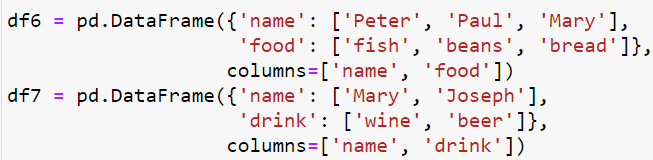 df6 = pd.DataFrame({'name': ['Peter', 'Paul', 'Mary'],
                    'food': ['fish', 'beans', 'bread']},
                   columns=['name', 'food'])
df7 = pd.DataFrame({'name': ['Mary', 'Joseph'],
                    'drink': ['wine', 'beer']},
                   columns=['name', 'drink'])